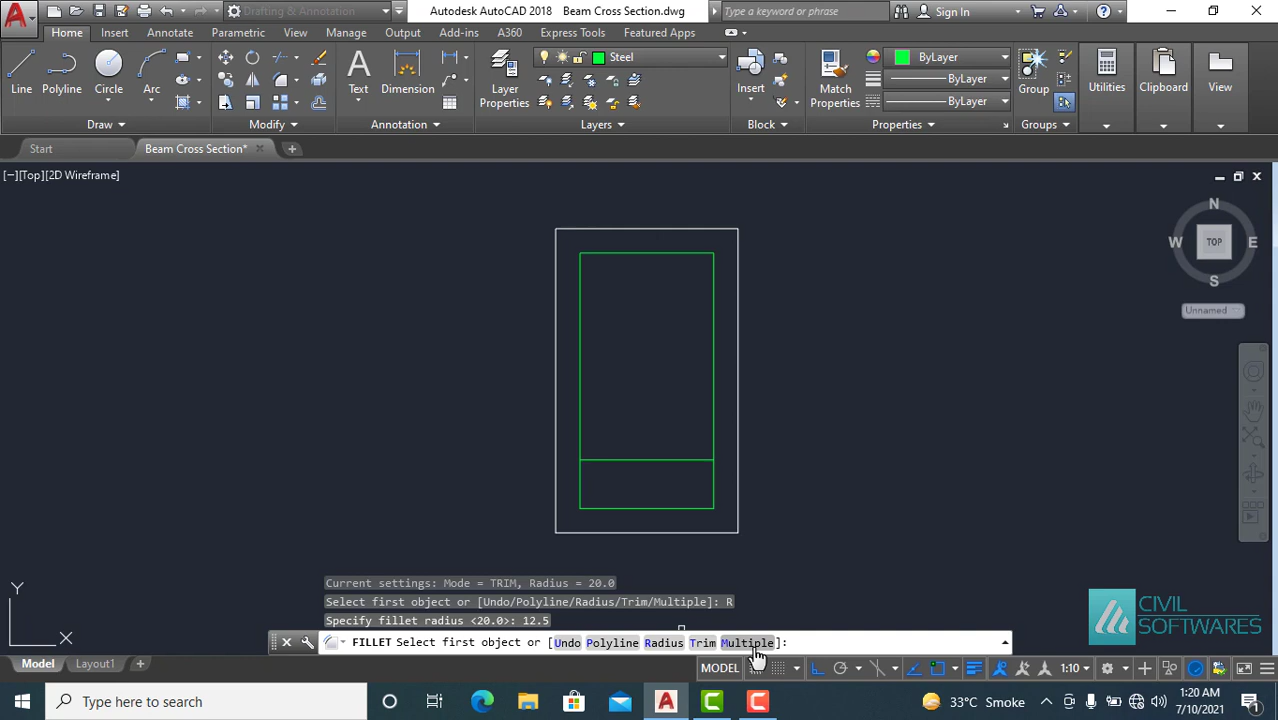 Drafting & Annotation
Autodesk AutoCAD 2018 Beam Cross Section.dwg
Type a keyword or phrase
Sign In
Home Insert Annotate Parametric View Manage Output Add-ins A360 Express Tools Featured Apps
Steel
ByLayer
ByLayer
ByLayer
Line Polyline Circle Arc
Text Dimension
Layer Properties
Insert
Match Properties
Group
Utilities Clipboard View
Draw Modify Annotation Layers Block Properties Groups
Start Beam Cross Section*
[−][Top][2D Wireframe]
N
W TOP E
S
Unnamed
Current settings: Mode = TRIM, Radius = 20.0
Select first object or [Undo/Polyline/Radius/Trim/Multiple]: R
Specify fillet radius <20.0>: 12.5
FILLET Select first object or [Undo Polyline Radius Trim Multiple]:
Y
X
CIVIL
SOFTWARES
Model Layout1
MODEL
1:10
Type here to search
33°C Smoke
1:20 AM
7/10/2021
1